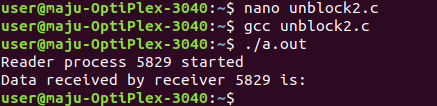 user@maju-OptiPlex-3040:~$ nano unblock2.c
user@maju-OptiPlex-3040:~$ gcc unblock2.c
user@maju-OptiPlex-3040:~$ ./a.out
Reader process 5829 started
Data received by receiver 5829 is:
user@maju-OptiPlex-3040:~$